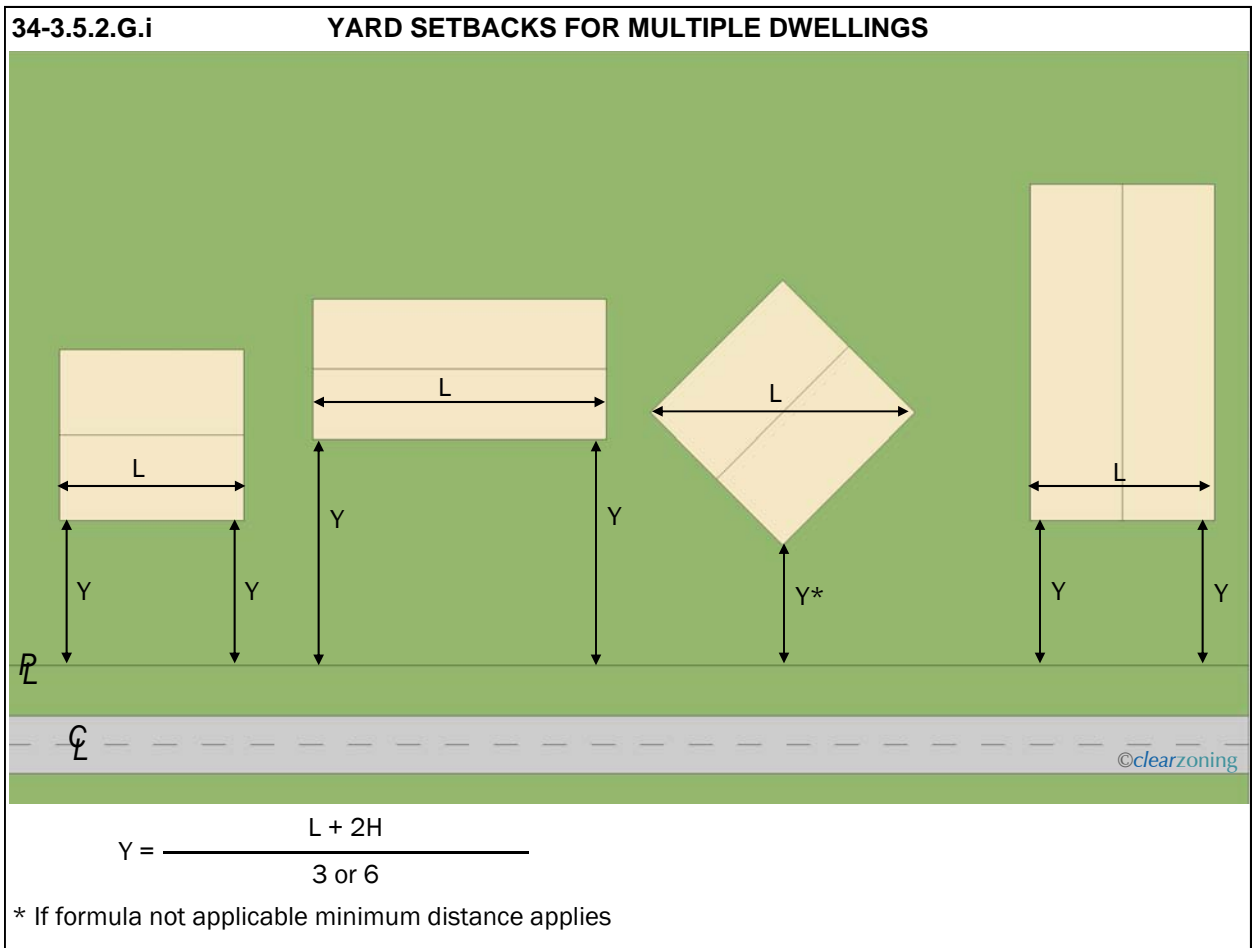 34-3.5.2.G.i YARD SETBACKS FOR MULTIPLE DWELLINGS
L
L
L
L
Y
Y
Y
Y
Y*
Y
Y
PL
CL
©clearzoning
L + 2H
Y =
3 or 6
* If formula not applicable minimum distance applies